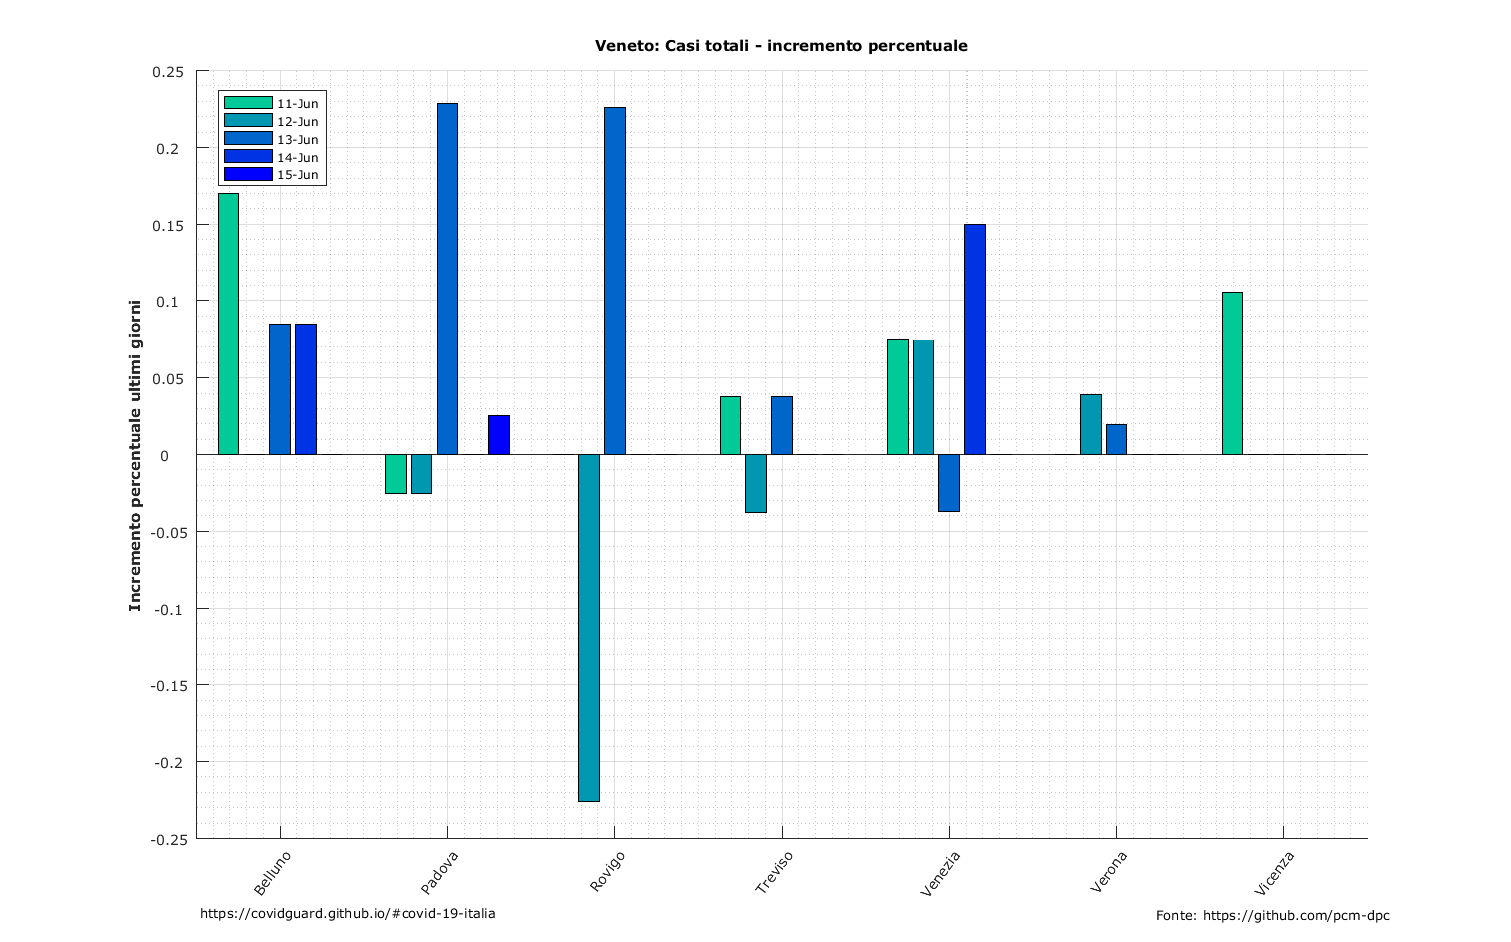 Veneto: Casi totali - incremento percentuale
0.25
0.2
0.15
0.1
0.05
0
-0.05
-0.1
-0.15
-0.2
-0.25
Incremento percentuale ultimi giorni
11-Jun
12-Jun
13-Jun
14-Jun
15-Jun
Belluno
Padova
Rovigo
Treviso
Venezia
Verona
Vicenza
https://covidguard.github.io/#covid-19-italia
Fonte: https://github.com/pcm-dpc